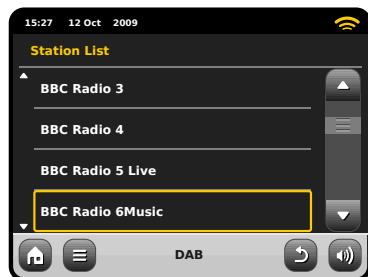 15:27 12 Oct 2009
Station List
BBC Radio 3
BBC Radio 4
BBC Radio 5 Live
BBC Radio 6Music
DAB